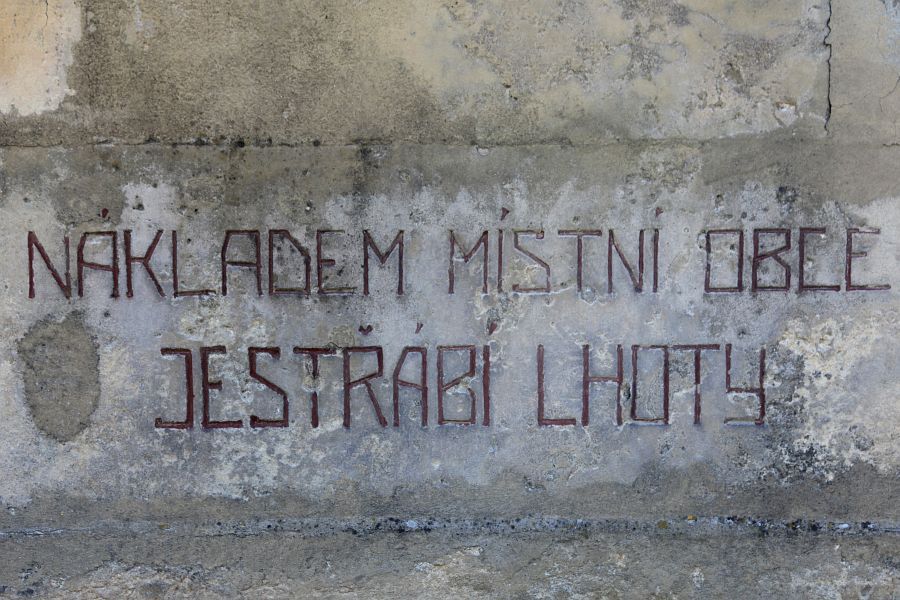 NÁKLADEM MÍSTNÍ OBCE
JESTŘÁBÍ LHOTY